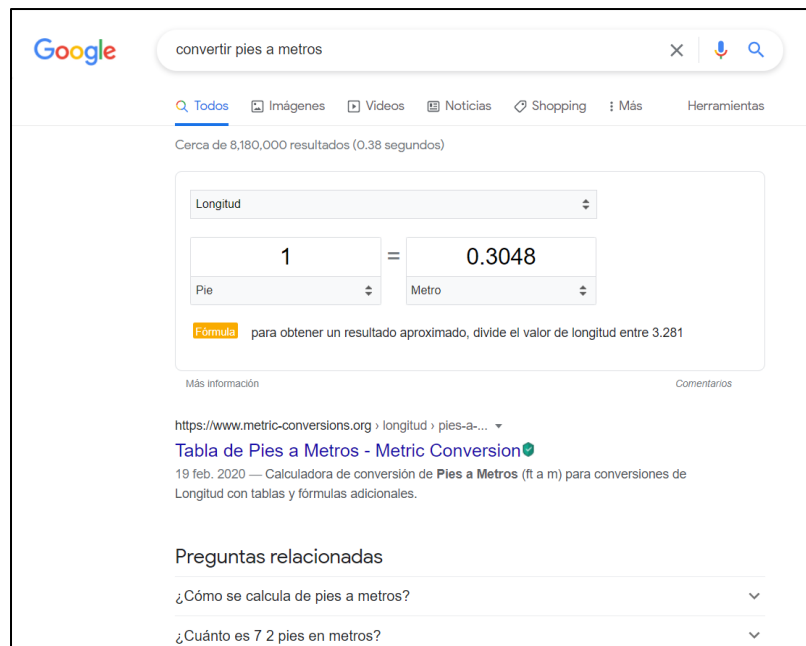 Google
convertir pies a metros
Todos Imágenes Videos Noticias Shopping Más Herramientas
Cerca de 8,180,000 resultados (0.38 segundos)
Longitud
1 = 0.3048
Pie Metro
Fórmula para obtener un resultado aproximado, divide el valor de longitud entre 3.281
Más información Comentarios
https://www.metric-conversions.org › longitud › pies-a-...
Tabla de Pies a Metros - Metric Conversion
19 feb. 2020 — Calculadora de conversión de Pies a Metros (ft a m) para conversiones de
Longitud con tablas y fórmulas adicionales.
Preguntas relacionadas
¿Cómo se calcula de pies a metros?
¿Cuánto es 7 2 pies en metros?